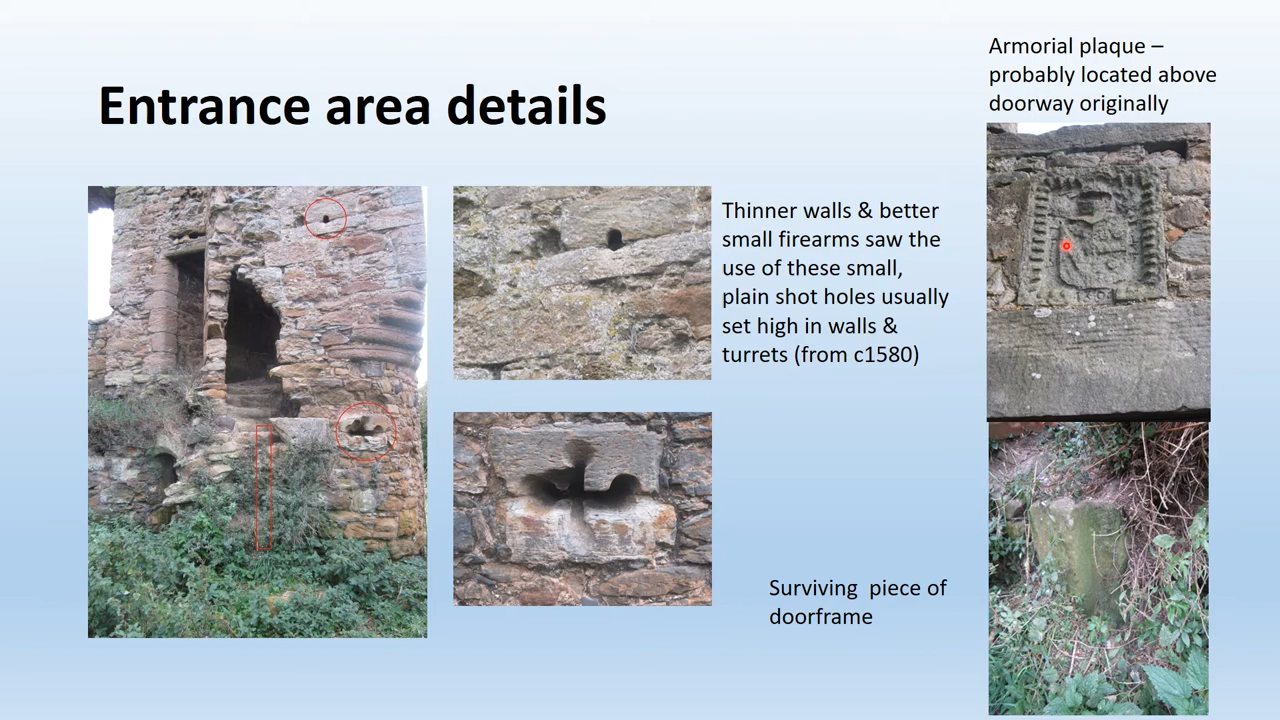 Armorial plaque –
probably located above
doorway originally
Entrance area details
Thinner walls & better
small firearms saw the
use of these small,
plain shot holes usually
set high in walls &
turrets (from c1580)
Surviving  piece of
doorframe